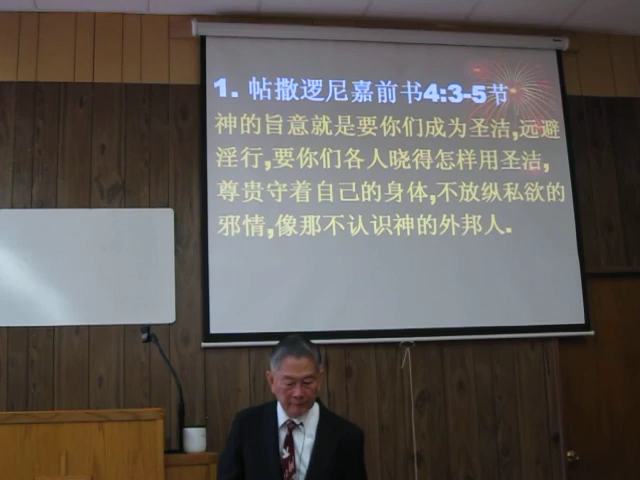 1. 帖撒逻尼嘉前书4:3-5节
神的旨意就是要你们成为圣洁,远避
淫行,要你们各人晓得怎样用圣洁,
尊贵守着自己的身体,不放纵私欲的
邪情,像那不认识神的外邦人.